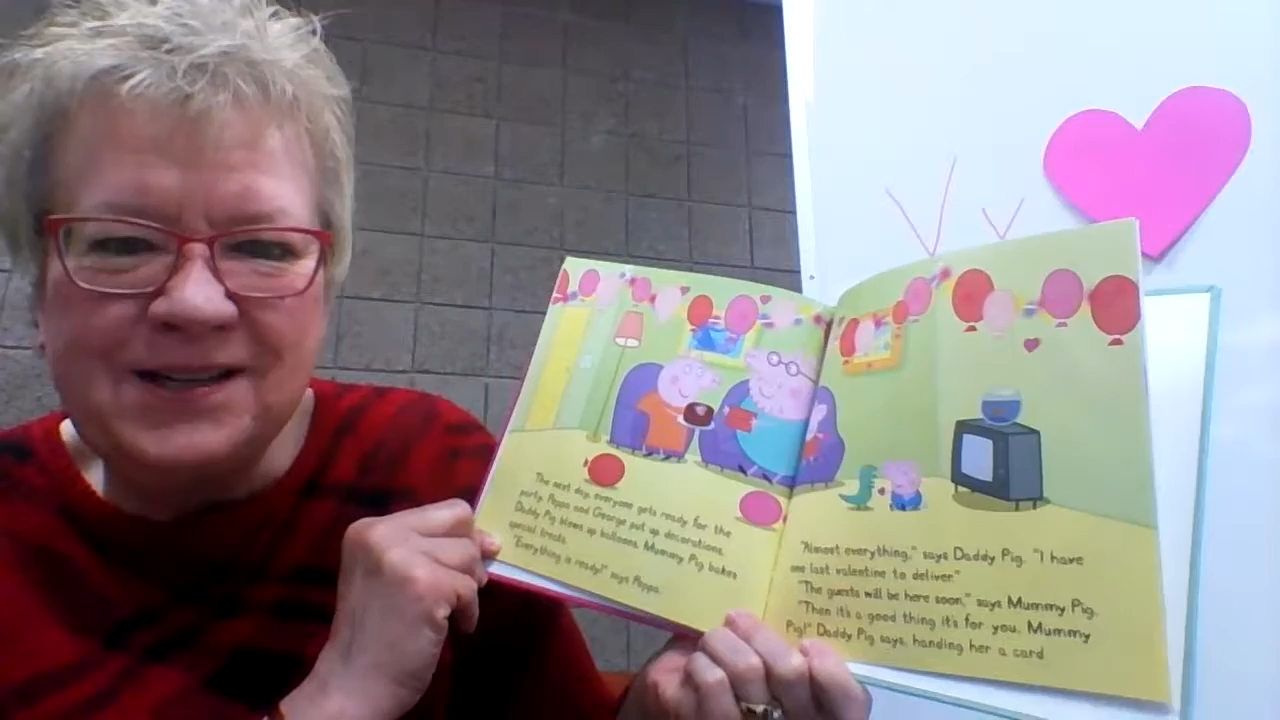 The next day, everyone gets ready for the
party. Peppa and George put up decorations.
Daddy Pig blows up balloons. Mummy Pig bakes
special treats.
"Everything is ready!" says Peppa.
"Almost everything," says Daddy Pig. "I have
one last valentine to deliver."
"The guests will be here soon," says Mummy Pig.
"Then it's a good thing it's for you, Mummy
Pig!" Daddy Pig says, handing her a card.